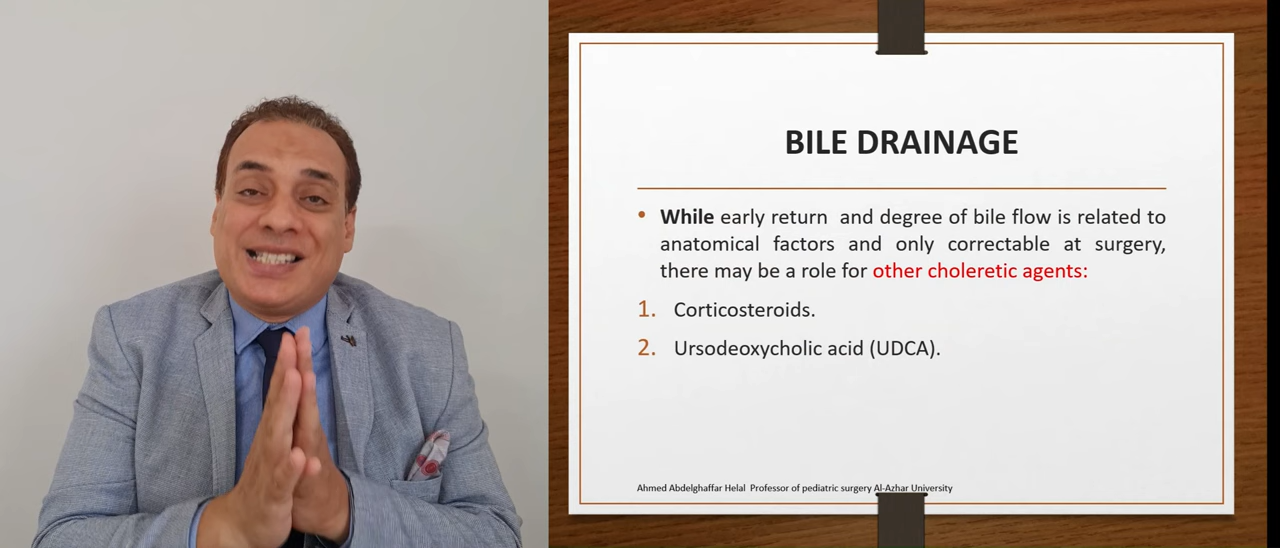 BILE DRAINAGE
• While early return and degree of bile flow is related to
anatomical factors and only correctable at surgery,
there may be a role for other choleretic agents:
1. Corticosteroids.
2. Ursodeoxycholic acid (UDCA).
Ahmed Abdelghaffar Helal Professor of pediatric surgery Al-Azhar University